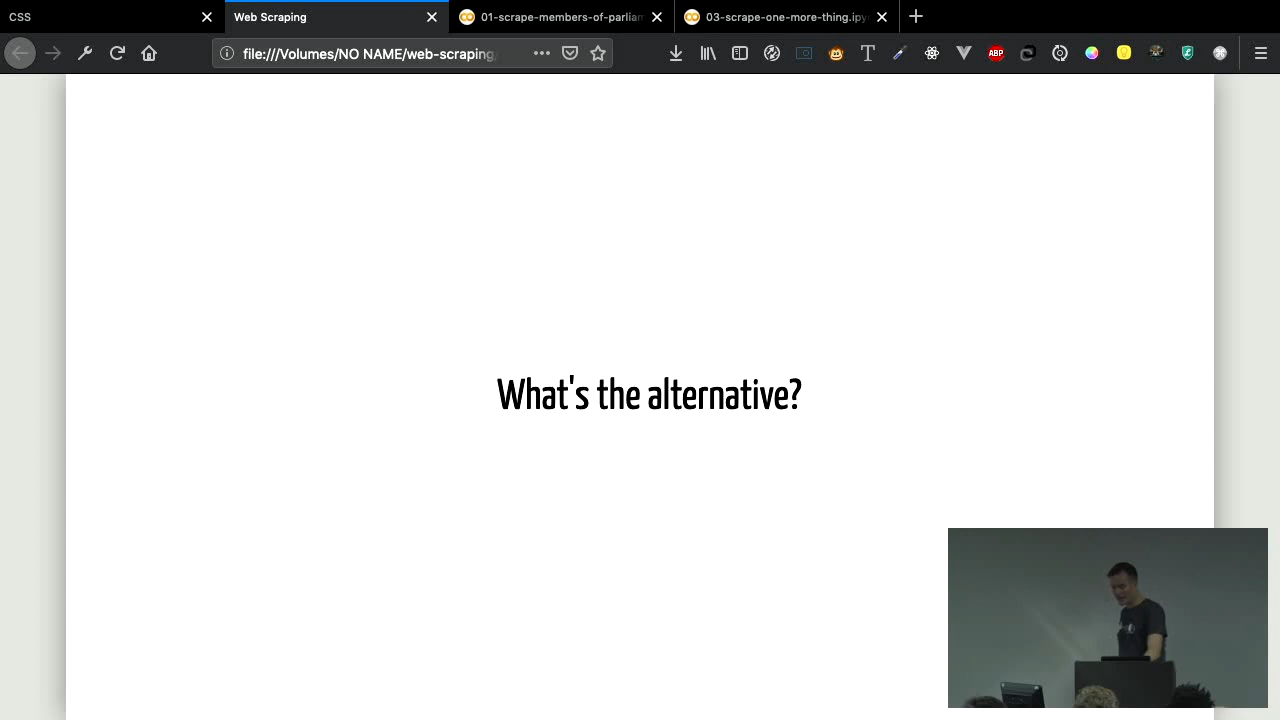 CSS
Web Scraping
01-scrape-members-of-parliam
03-scrape-one-more-thing.ipy
file:///Volumes/NO NAME/web-scraping
ABP
What's the alternative?